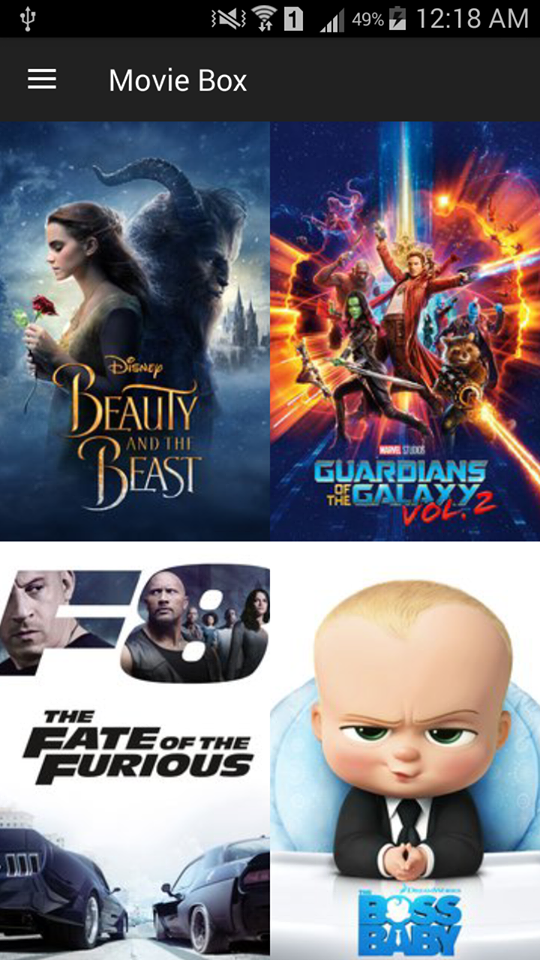 1 49% 12:18 AM
Movie Box
Disney
BEAUTY
AND THE
BEAST
MARVEL STUDIOS
GUARDIANS
OF THE
GALAXY
VOL. 2
F8
THE
FATE OF THE
FURIOUS
DREAMWORKS
THE
BOSS
BABY